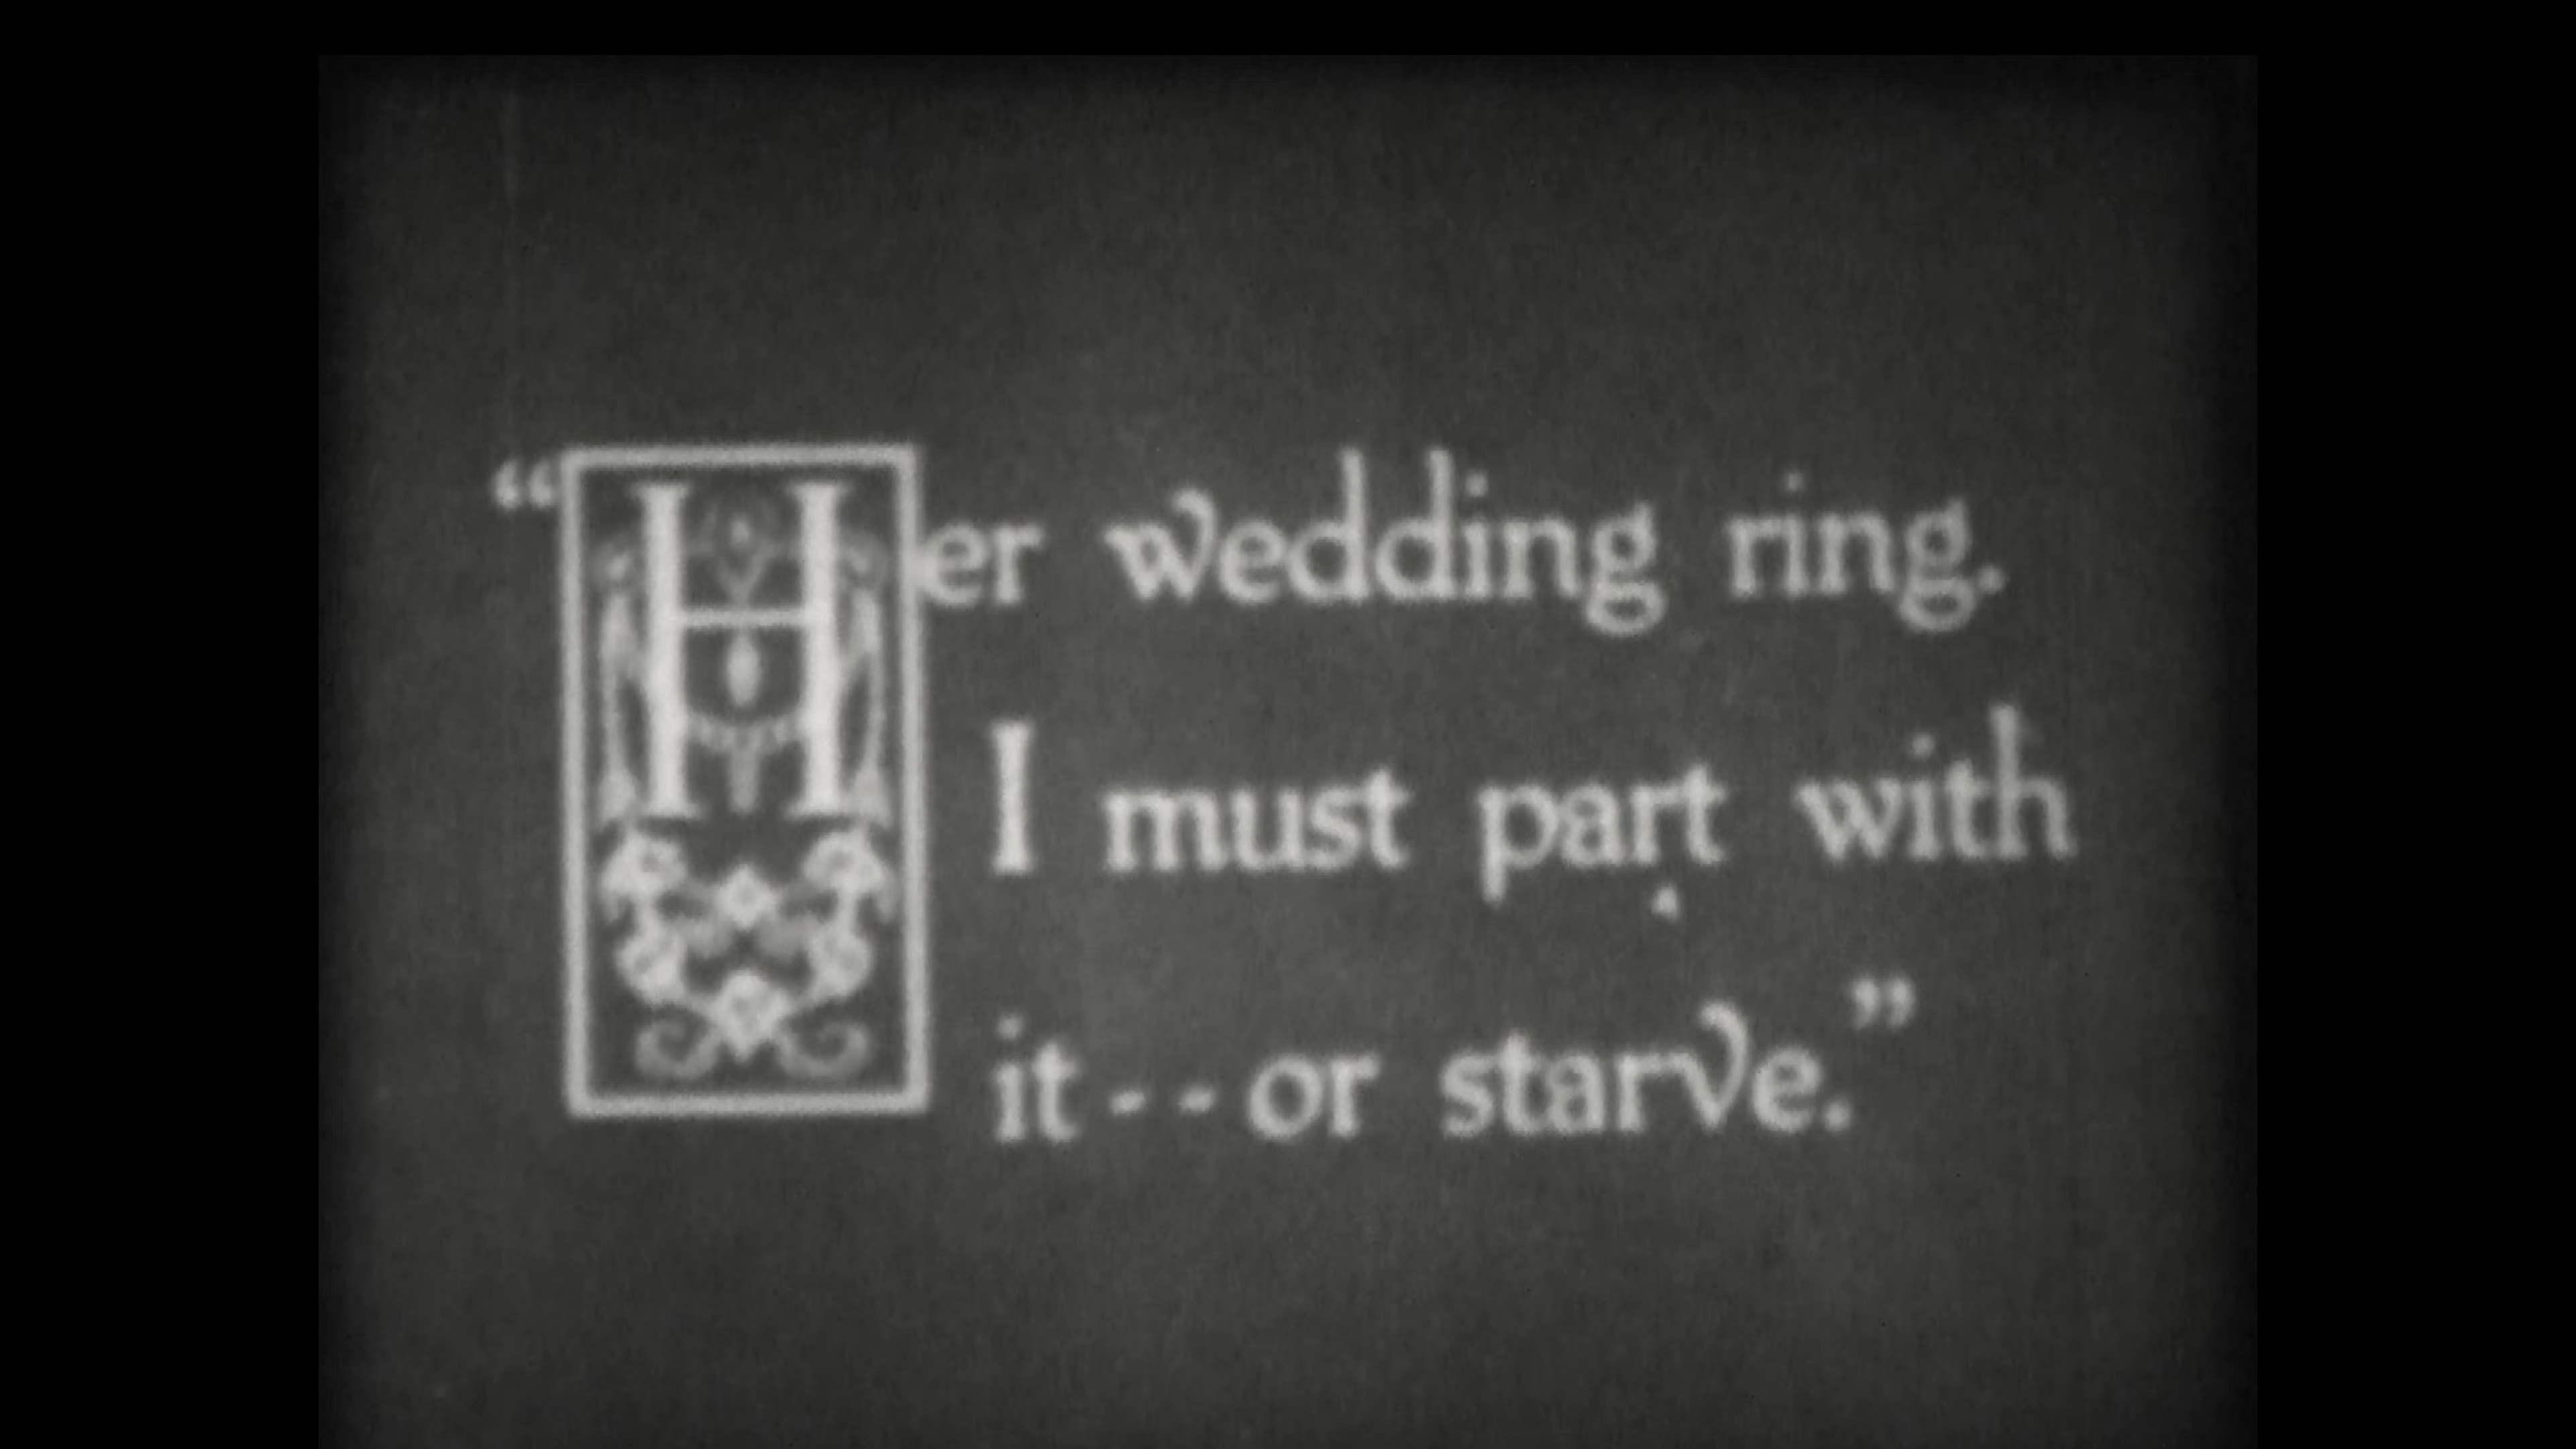 “Her wedding ring.
I must part with
it--or starve.”